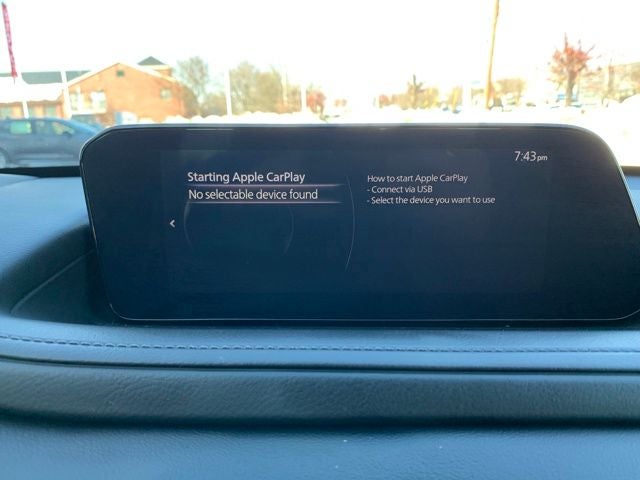 7:43pm
Starting Apple CarPlay
No selectable device found
How to start Apple CarPlay
- Connect via USB
- Select the device you want to use